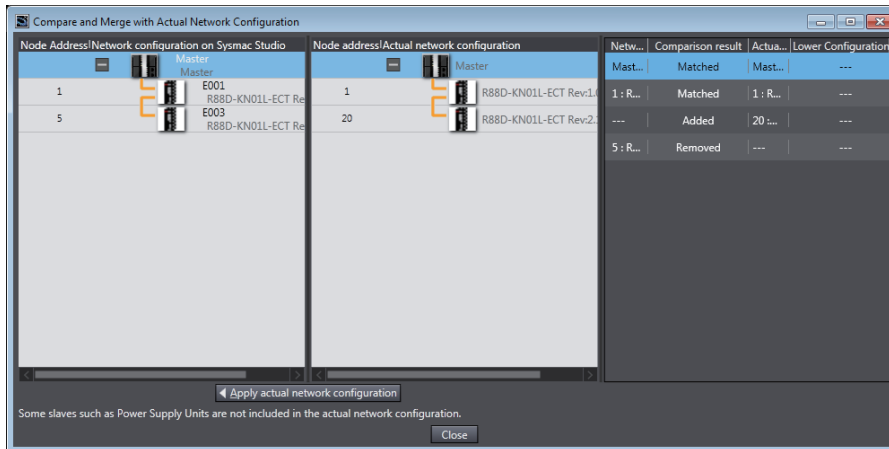 Compare and Merge with Actual Network Configuration
Node Address Network configuration on Sysmac Studio
Master
Master
1 E001
R88D-KN01L-ECT Re
5 E003
R88D-KN01L-ECT Re
Node address Actual network configuration
Master
1 R88D-KN01L-ECT Rev:1.
20 R88D-KN01L-ECT Rev:2.
Netw... Comparison result Actua... Lower Configuration
Mast... Matched Mast... ---
1 : R... Matched 1 : R... ---
--- Added 20 :... ---
5 : R... Removed --- ---
Apply actual network configuration
Some slaves such as Power Supply Units are not included in the actual network configuration.
Close